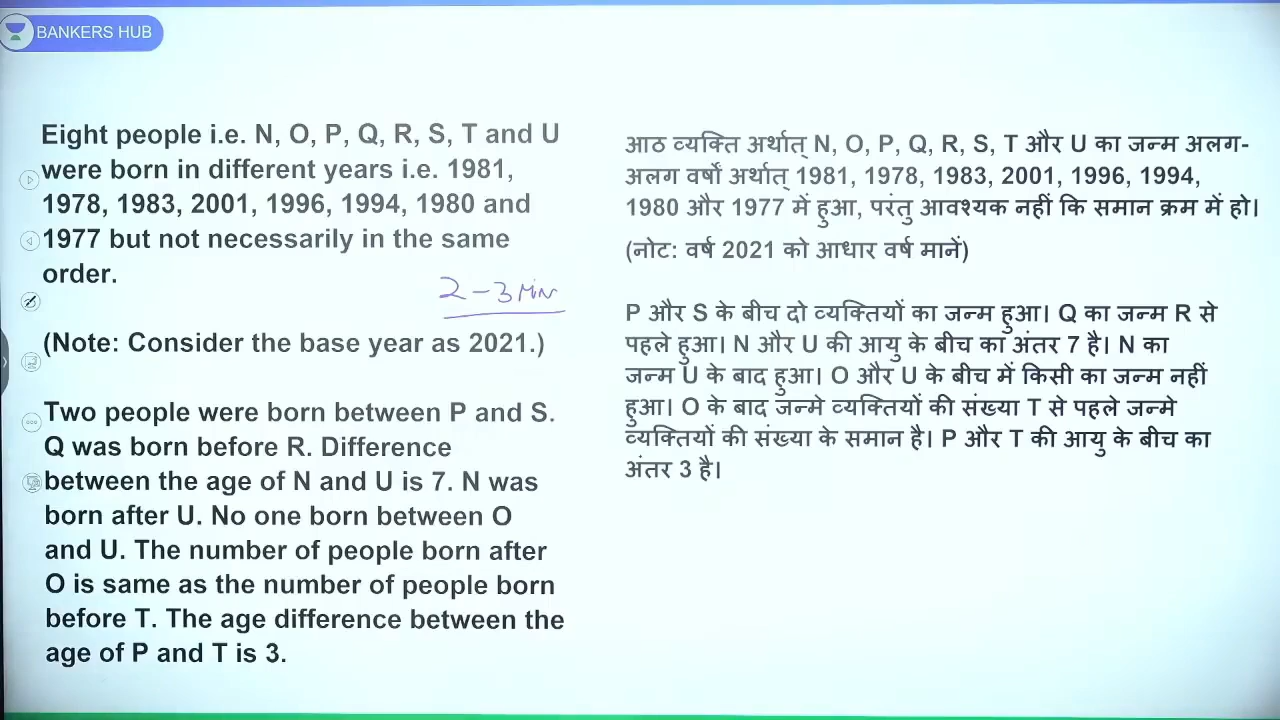 BANKERS HUB
Eight people i.e. N, O, P, Q, R, S, T and U
were born in different years i.e. 1981,
1978, 1983, 2001, 1996, 1994, 1980 and
1977 but not necessarily in the same
order.
2-3 MIN
(Note: Consider the base year as 2021.)
Two people were born between P and S.
Q was born before R. Difference
between the age of N and U is 7. N was
born after U. No one born between O
and U. The number of people born after
O is same as the number of people born
before T. The age difference between the
age of P and T is 3.
आठ व्यक्ति अर्थात् N, O, P, Q, R, S, T और U का जन्म अलग-
अलग वर्षों अर्थात् 1981, 1978, 1983, 2001, 1996, 1994,
1980 और 1977 में हुआ, परंतु आवश्यक नहीं कि समान क्रम में हो।
(नोट: वर्ष 2021 को आधार वर्ष मानें)
P और S के बीच दो व्यक्तियों का जन्म हुआ। Q का जन्म R से
पहले हुआ। N और U की आयु के बीच का अंतर 7 है। N का
जन्म U के बाद हुआ। O और U के बीच में किसी का जन्म नहीं
हुआ। O के बाद जन्मे व्यक्तियों की संख्या T से पहले जन्मे
व्यक्तियों की संख्या के समान है। P और T की आयु के बीच का
अंतर 3 है।